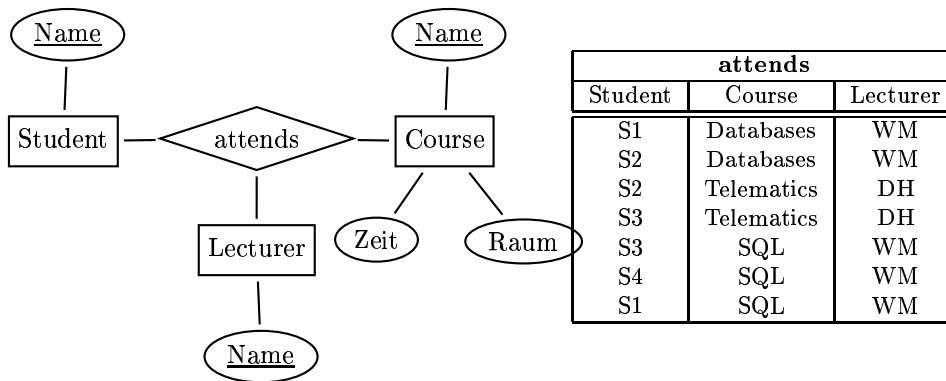 Name
Name
Student
attends
Course
Zeit
Raum
Lecturer
Name
attends
Student Course Lecturer
S1 Databases WM
S2 Databases WM
S2 Telematics DH
S3 Telematics DH
S3 SQL WM
S4 SQL WM
S1 SQL WM